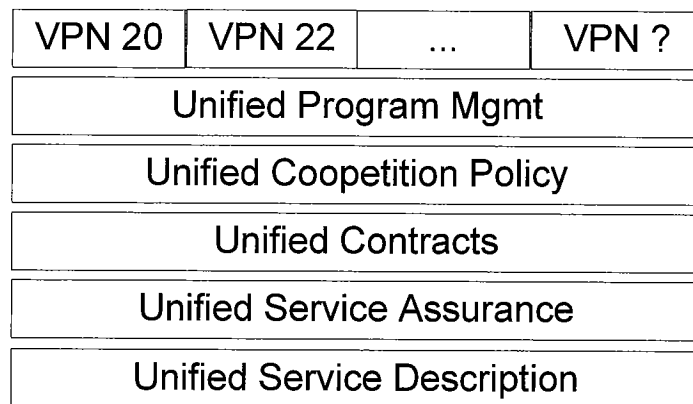 VPN 20 VPN 22 ... VPN ?
Unified Program Mgmt
Unified Coopetition Policy
Unified Contracts
Unified Service Assurance
Unified Service Description